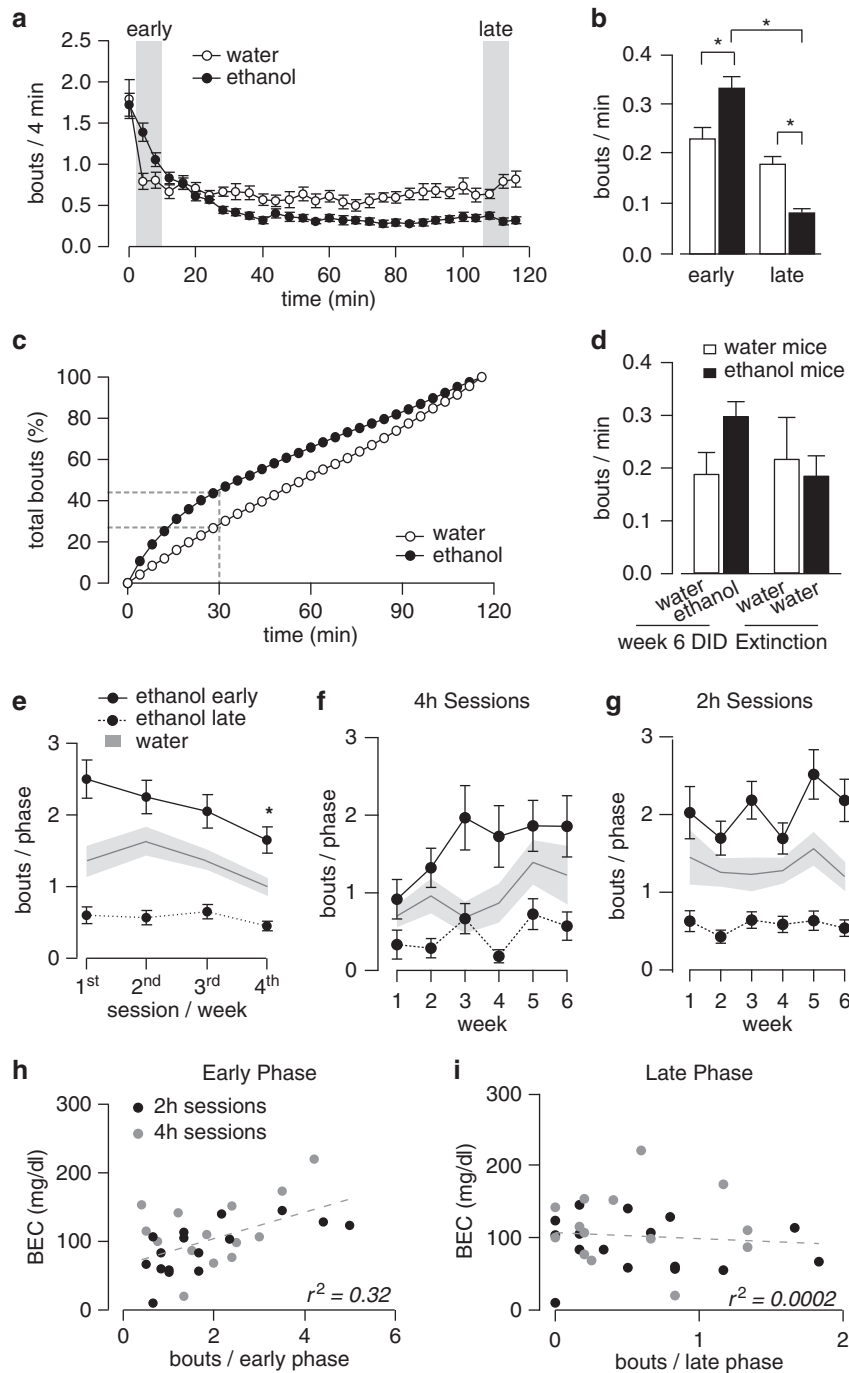 a
early
late
water
ethanol
2.5
2.0
1.5
1.0
0.5
0.0
bouts / 4 min
0
20
40
60
80
100
120
time (min)
b
*
*
*
0.4
0.3
0.2
0.1
0.0
bouts / min
early
late
c
100
80
60
40
20
0
total bouts (%)
water
ethanol
0
30
60
90
120
time (min)
d
water mice
ethanol mice
0.4
0.3
0.2
0.1
0.0
bouts / min
water
ethanol
water
water
week 6 DID
Extinction
e
ethanol early
ethanol late
water
3
2
1
0
bouts / phase
*
1st
2nd
3rd
4th
session / week
f
4h Sessions
3
2
1
0
bouts / phase
1
2
3
4
5
6
week
g
2h Sessions
3
2
1
0
bouts / phase
1
2
3
4
5
6
week
h
Early Phase
2h sessions
4h sessions
300
200
100
0
BEC (mg/dl)
r2 = 0.32
0
2
4
6
bouts / early phase
i
Late Phase
300
200
100
0
BEC (mg/dl)
r2 = 0.0002
0
1
2
bouts / late phase